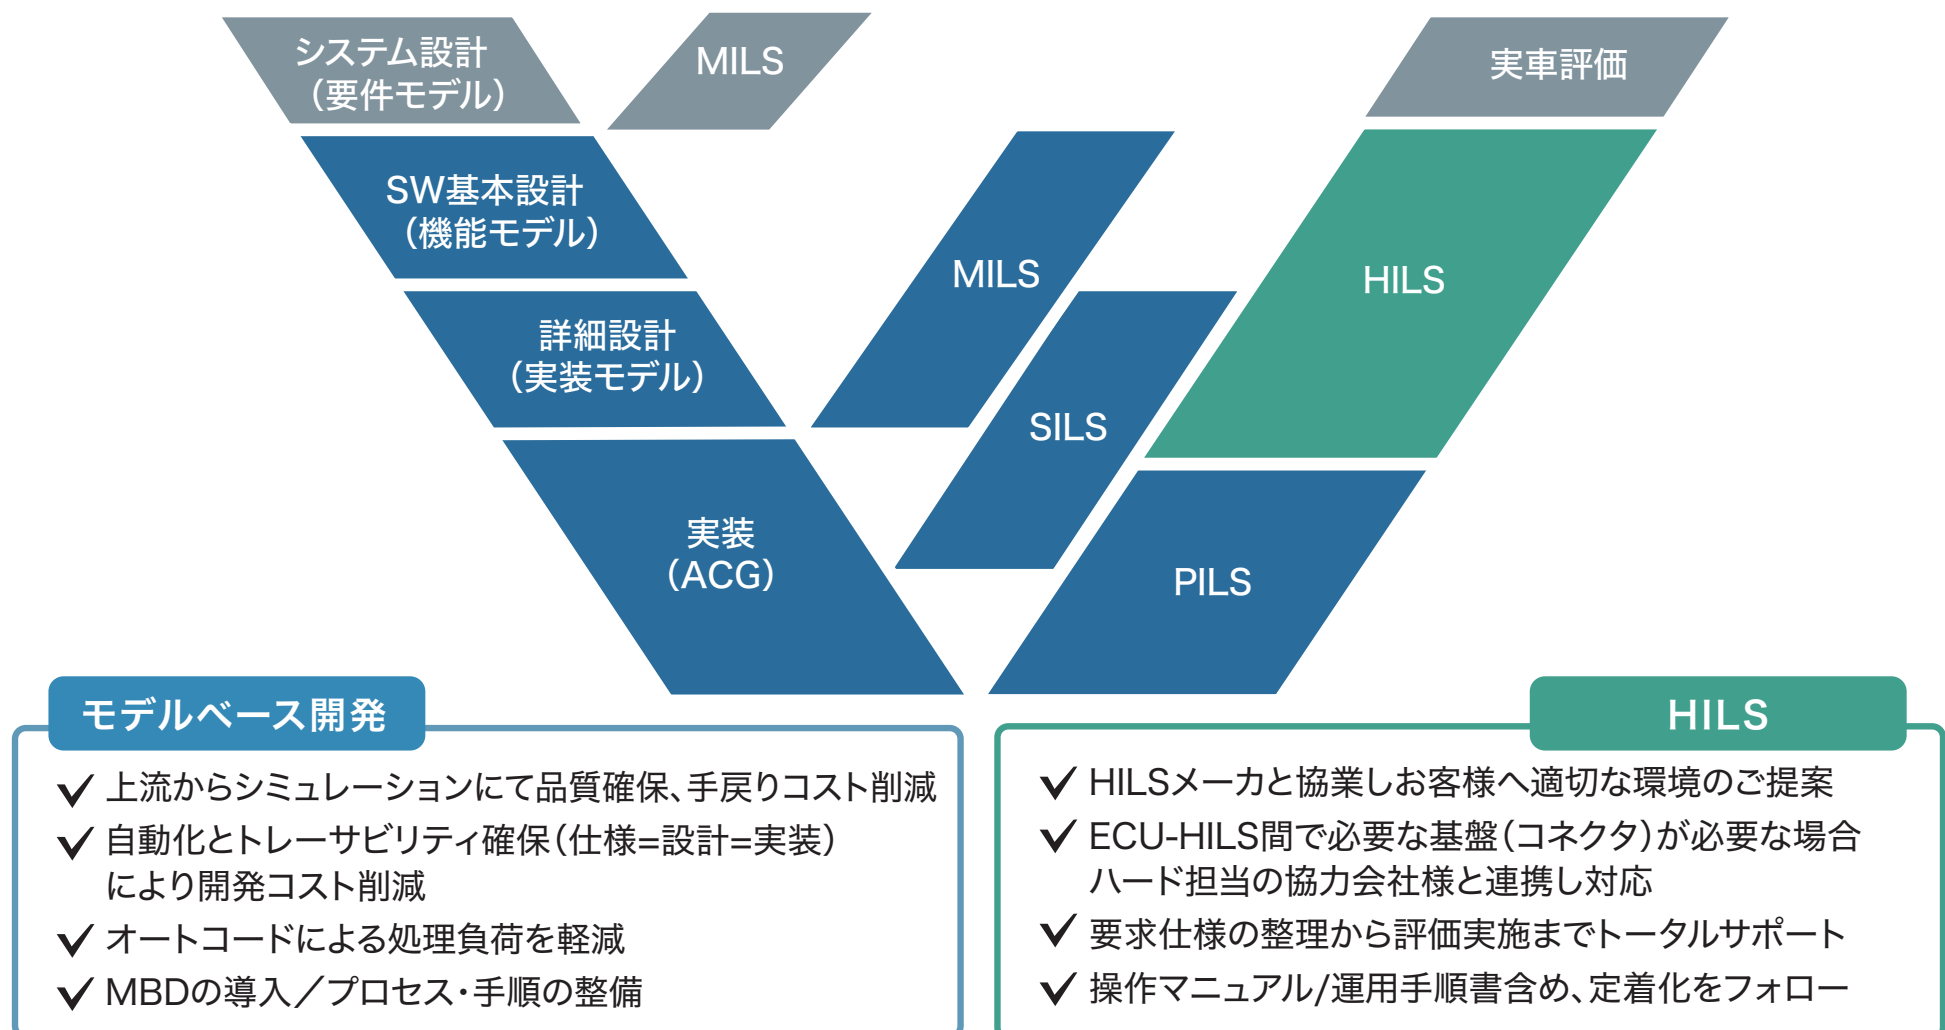 システム設計
（要件モデル）
MILS
実車評価
SW基本設計
（機能モデル）
MILS
HILS
詳細設計
（実装モデル）
SILS
実装
（ACG）
PILS
モデルベース開発
上流からシミュレーションにて品質確保、手戻りコスト削減
自動化とトレーサビリティ確保（仕様=設計=実装）
により開発コスト削減
オートコードによる処理負荷を軽減
MBDの導入／プロセス・手順の整備
HILS
HILSメーカと協業しお客様へ適切な環境のご提案
ECU-HILS間で必要な基盤（コネクタ）が必要な場合
ハード担当の協力会社様と連携し対応
要求仕様の整理から評価実施までトータルサポート
操作マニュアル/運用手順書含め、定着化をフォロー